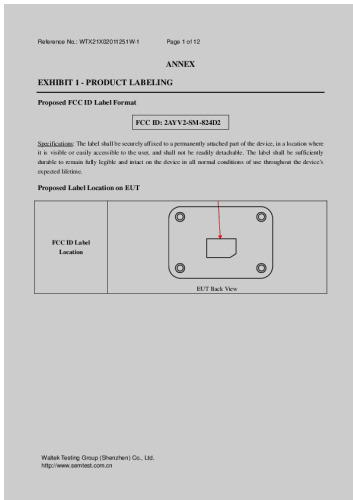 Reference No.: WTX21X02011251W-1 Page 1 of 12
ANNEX
EXHIBIT 1 - PRODUCT LABELING
Proposed FCC ID Label Format
FCC ID: 2AYV2-SM-824D2
Specifications: The label shall be securely affixed to a permanently attached part of the device, in a location where
it is visible or easily accessible to the user, and shall not be readily detachable. The label shall be sufficiently
durable to remain fully legible and intact on the device in all normal conditions of use throughout the device's
expected lifetime.
Proposed Label Location on EUT
FCC ID Label
Location
EUT Back View
Waltek Testing Group (Shenzhen) Co., Ltd.
http://www.semtest.com.cn